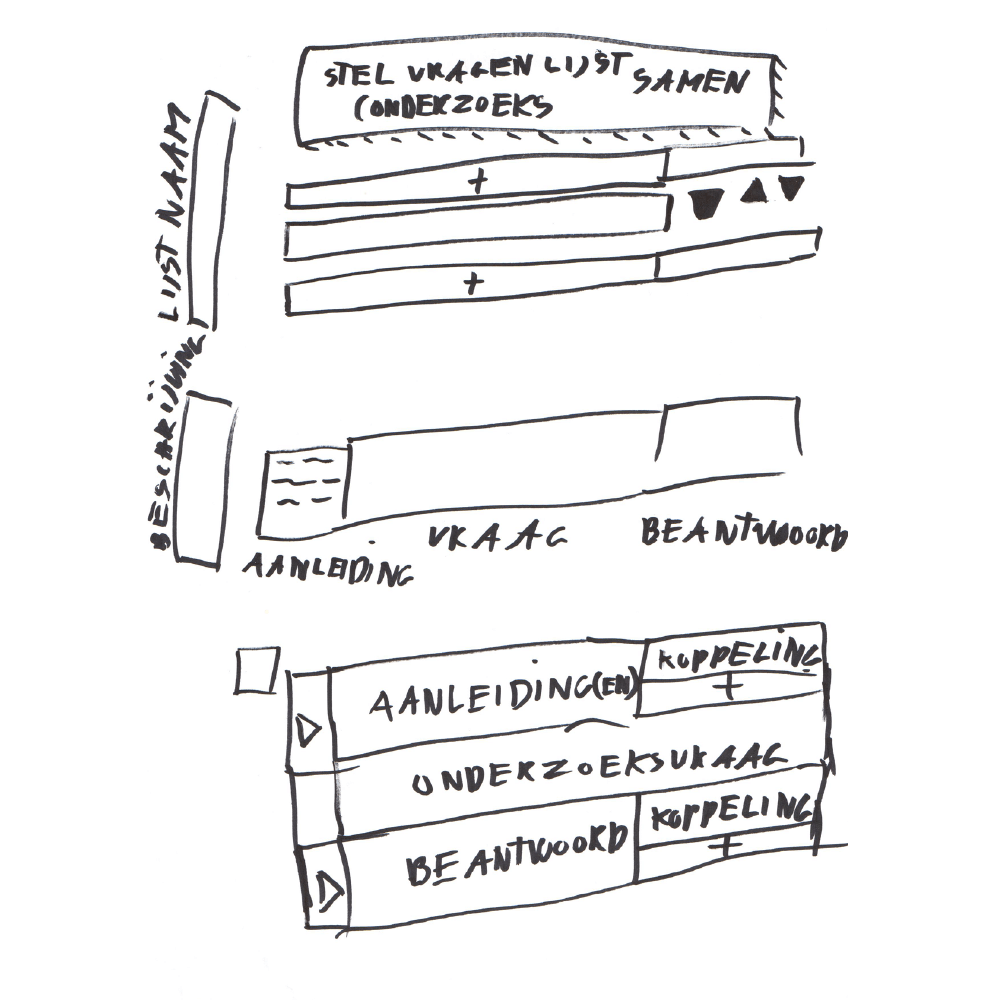 STEL VRAGEN LIJST SAMEN
(ONDERZOEKS
+
+
LIJST NAAM
BESCHRIJVING
AANLEIDING
VRAAG
BEANTWOORD
AANLEIDING(EN)
KOPPELING
+
ONDERZOEKSVRAAG
BEANTWOORD
KOPPELING
+